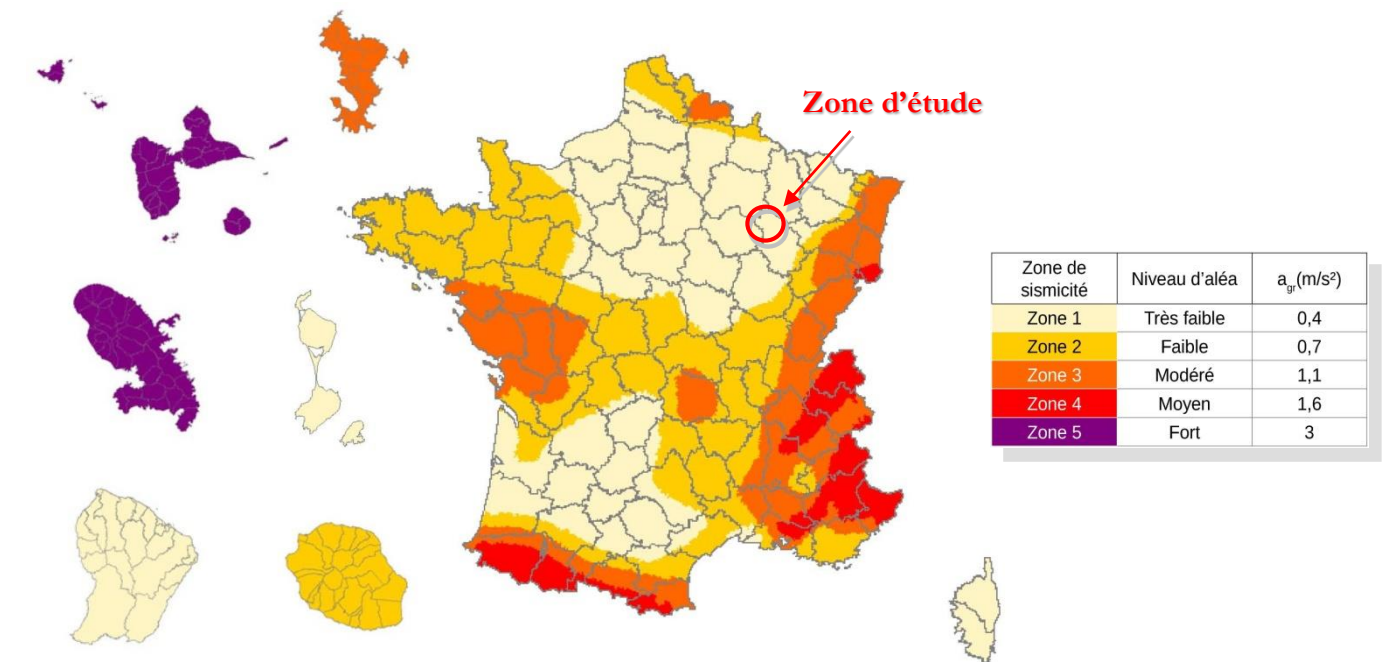 Zone d'étude
Zone de sismicité Niveau d'aléa agr(m/s²)
Zone 1 Très faible 0,4
Zone 2 Faible 0,7
Zone 3 Modéré 1,1
Zone 4 Moyen 1,6
Zone 5 Fort 3